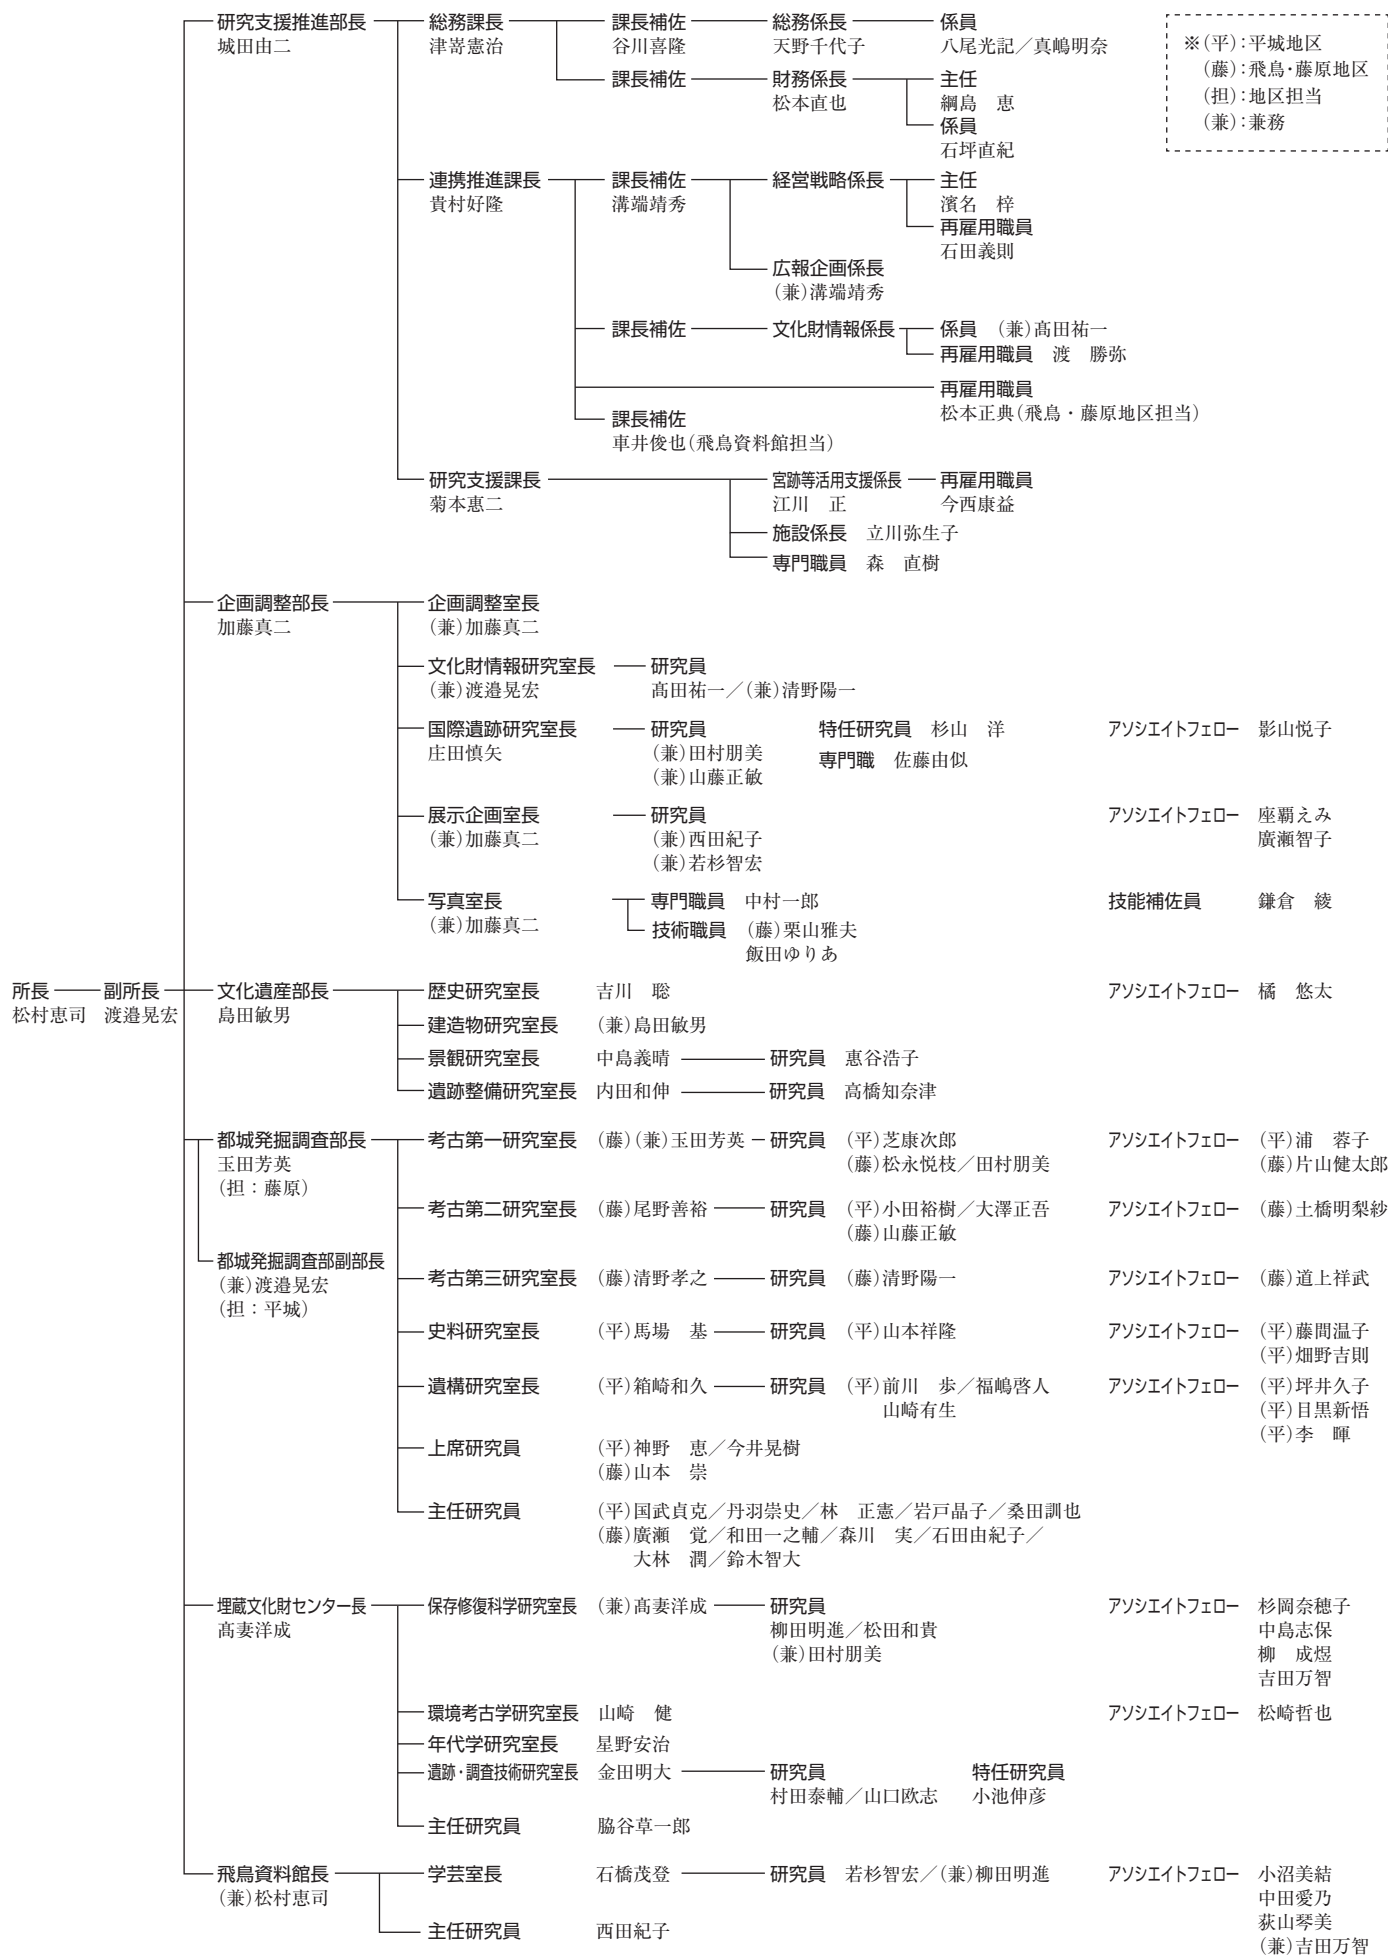 研究支援推進部長 総務課長 課長補佐 総務係長 係員
城田由二 津嵜憲治 谷川喜隆 天野千代子 八尾光記／真嶋明奈
※(平)：平城地区
(藤)：飛鳥・藤原地区
(担)：地区担当
(兼)：兼務
課長補佐 財務係長 主任
松本直也 綱島　恵
係員
石坪直紀
連携推進課長 課長補佐 経営戦略係長 主任
貴村好隆 溝端靖秀 濱名　梓
再雇用職員
石田義則
広報企画係長
(兼)溝端靖秀
課長補佐 文化財情報係長 係員 (兼)髙田祐一
再雇用職員 渡　勝弥
再雇用職員
松本正典(飛鳥・藤原地区担当)
課長補佐
車井俊也(飛鳥資料館担当)
研究支援課長 宮跡等活用支援係長 再雇用職員
菊本惠二 江川　正 今西康益
施設係長 立川弥生子
専門職員 森　直樹
企画調整部長 企画調整室長
加藤真二 (兼)加藤真二
文化財情報研究室長 研究員
(兼)渡邉晃宏 髙田祐一／(兼)清野陽一
国際遺跡研究室長 研究員 特任研究員 杉山　洋 アソシエイトフェロー 影山悦子
庄田慎矢 (兼)田村朋美 専門職 佐藤由似
(兼)山藤正敏
展示企画室長 研究員 アソシエイトフェロー 座覇えみ
(兼)加藤真二 (兼)西田紀子 廣瀬智子
(兼)若杉智宏
写真室長 専門職員 中村一郎 技能補佐員 鎌倉　綾
(兼)加藤真二 技術職員 (藤)栗山雅夫
飯田ゆりあ
所長 副所長 文化遺産部長 歴史研究室長 吉川　聡 アソシエイトフェロー 橘　悠太
松村恵司 渡邉晃宏 島田敏男
建造物研究室長 (兼)島田敏男
景観研究室長 中島義晴 研究員 惠谷浩子
遺跡整備研究室長 内田和伸 研究員 高橋知奈津
都城発掘調査部長 考古第一研究室長 (藤)(兼)玉田芳英 研究員 (平)芝康次郎 アソシエイトフェロー (平)浦　蓉子
玉田芳英 (藤)松永悦枝／田村朋美 (藤)片山健太郎
(担：藤原)
考古第二研究室長 (藤)尾野善裕 研究員 (平)小田裕樹／大澤正吾 アソシエイトフェロー (藤)土橋明梨紗
(藤)山藤正敏
都城発掘調査部副部長
(兼)渡邉晃宏
(担：平城)
考古第三研究室長 (藤)清野孝之 研究員 (藤)清野陽一 アソシエイトフェロー (藤)道上祥武
史料研究室長 (平)馬場　基 研究員 (平)山本祥隆 アソシエイトフェロー (平)藤間温子
(平)畑野吉則
遺構研究室長 (平)箱崎和久 研究員 (平)前川　歩／福嶋啓人 アソシエイトフェロー (平)坪井久子
山崎有生 (平)目黒新悟
(平)李　暉
上席研究員 (平)神野　恵／今井晃樹
(藤)山本　崇
主任研究員 (平)国武貞克／丹羽崇史／林　正憲／岩戸晶子／桑田訓也
(藤)廣瀬　覚／和田一之輔／森川　実／石田由紀子／
大林　潤／鈴木智大
埋蔵文化財センター長 保存修復科学研究室長 (兼)髙妻洋成 研究員 アソシエイトフェロー 杉岡奈穂子
髙妻洋成 柳田明進／松田和貴 中島志保
(兼)田村朋美 柳　成煜
吉田万智
環境考古学研究室長 山﨑　健 アソシエイトフェロー 松崎哲也
年代学研究室長 星野安治
遺跡・調査技術研究室長 金田明大 研究員 特任研究員
村田泰輔／山口欧志 小池伸彦
主任研究員 脇谷草一郎
飛鳥資料館長 学芸室長 石橋茂登 研究員 若杉智宏／(兼)柳田明進 アソシエイトフェロー 小沼美結
(兼)松村恵司 中田愛乃
荻山琴美
主任研究員 西田紀子 (兼)吉田万智